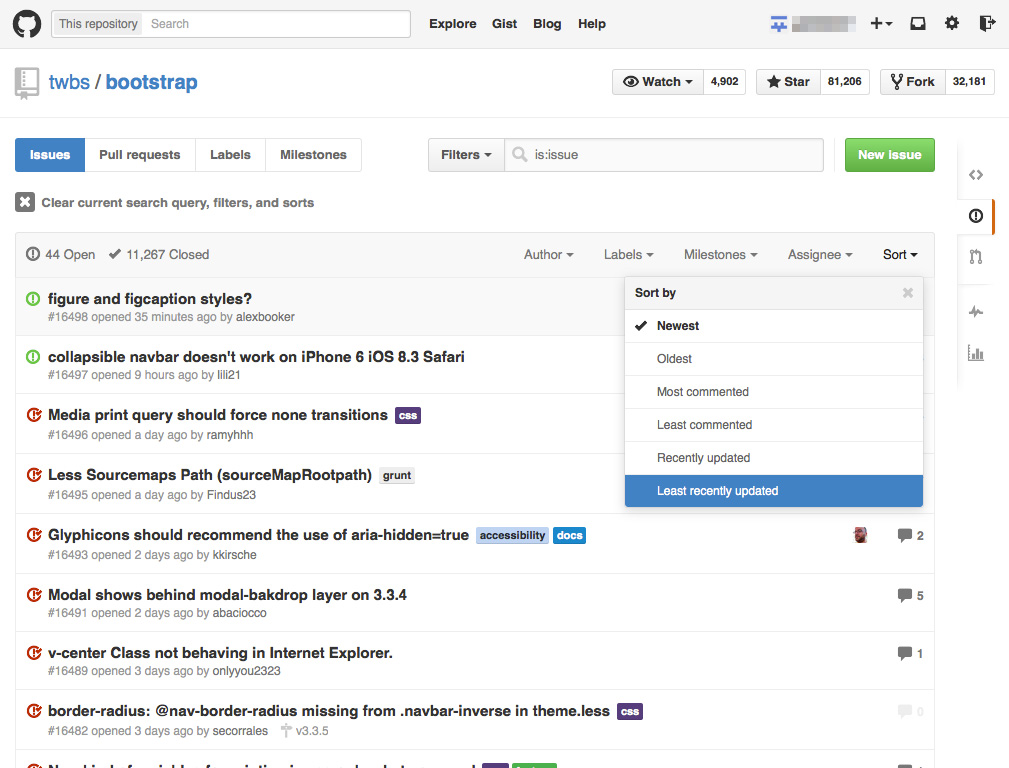 This repository Search Explore Gist Blog Help
twbs / bootstrap Watch 4,902 Star 81,206 Fork 32,181
Issues Pull requests Labels Milestones Filters is:issue New issue
Clear current search query, filters, and sorts
44 Open 11,267 Closed Author Labels Milestones Assignee Sort
Sort by
Newest
Oldest
Most commented
Least commented
Recently updated
Least recently updated
figure and figcaption styles?
#16498 opened 35 minutes ago by alexbooker
collapsible navbar doesn't work on iPhone 6 iOS 8.3 Safari
#16497 opened 9 hours ago by lili21
Media print query should force none transitions css
#16496 opened a day ago by ramyhhh
Less Sourcemaps Path (sourceMapRootpath) grunt
#16495 opened a day ago by Findus23
Glyphicons should recommend the use of aria-hidden=true accessibility docs 2
#16493 opened 2 days ago by kkirsche
Modal shows behind modal-bakdrop layer on 3.3.4 5
#16491 opened 2 days ago by abaciocco
v-center Class not behaving in Internet Explorer. 1
#16489 opened 3 days ago by onlyyou2323
border-radius: @nav-border-radius missing from .navbar-inverse in theme.less css 0
#16482 opened 3 days ago by secorrales v3.3.5